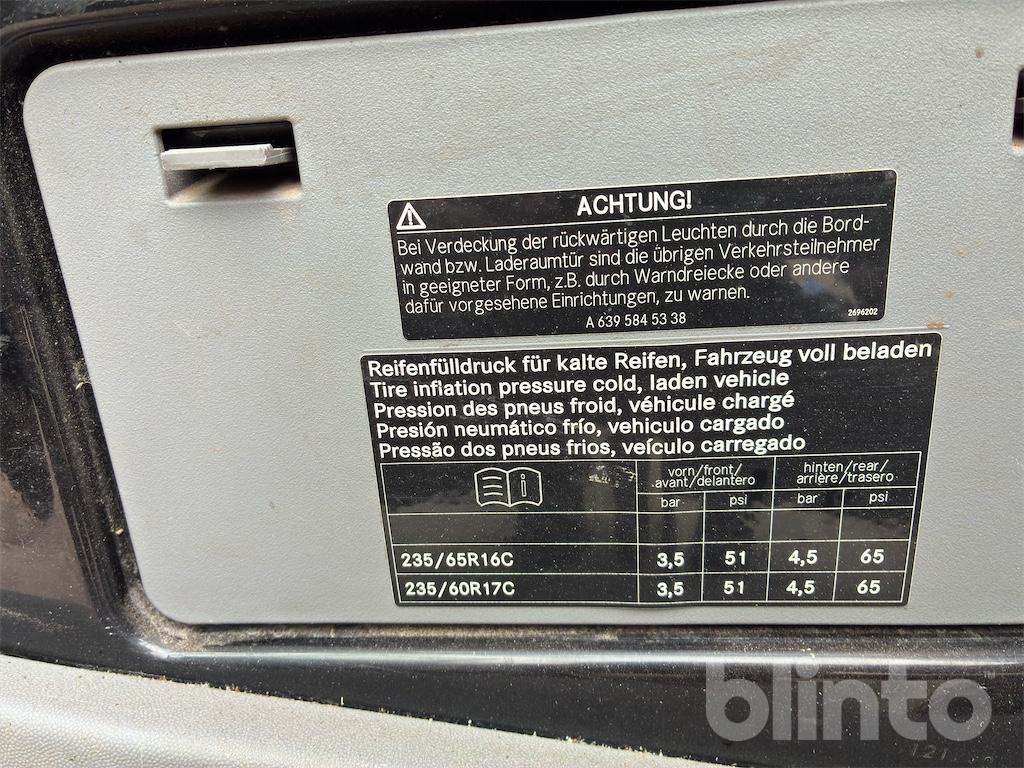 ACHTUNG!
Bei Verdeckung der rückwärtigen Leuchten durch die Bord-
wand bzw. Laderaumtür sind die übrigen Verkehrsteilnehmer
in geeigneter Form, z.B. durch Warndreiecke oder andere
dafür vorgesehene Einrichtungen, zu warnen.
A 639 584 53 38 2696202
Reifenfülldruck für kalte Reifen, Fahrzeug voll beladen
Tire inflation pressure cold, laden vehicle
Pression des pneus froid, véhicule chargé
Presión neumático frío, vehiculo cargado
Pressão dos pneus frios, veículo carregado
vorn/front/ hinten/rear/
avant/delantero arrière/trasero
bar psi bar psi
235/65R16C 3,5 51 4,5 65
235/60R17C 3,5 51 4,5 65
blinto